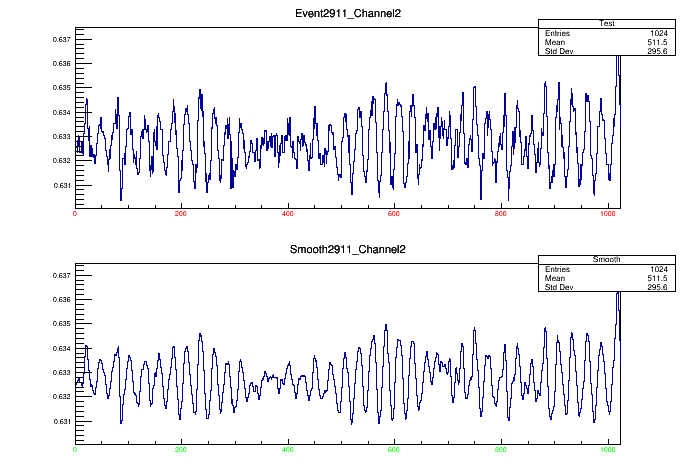 Event2911_Channel2
Test
Entries 1024
Mean 511.5
Std Dev 295.6
0.637
0.636
0.635
0.634
0.633
0.632
0.631
0 200 400 600 800 1000
Smooth2911_Channel2
Smooth
Entries 1024
Mean 511.5
Std Dev 295.6
0.637
0.636
0.635
0.634
0.633
0.632
0.631
0 200 400 600 800 1000